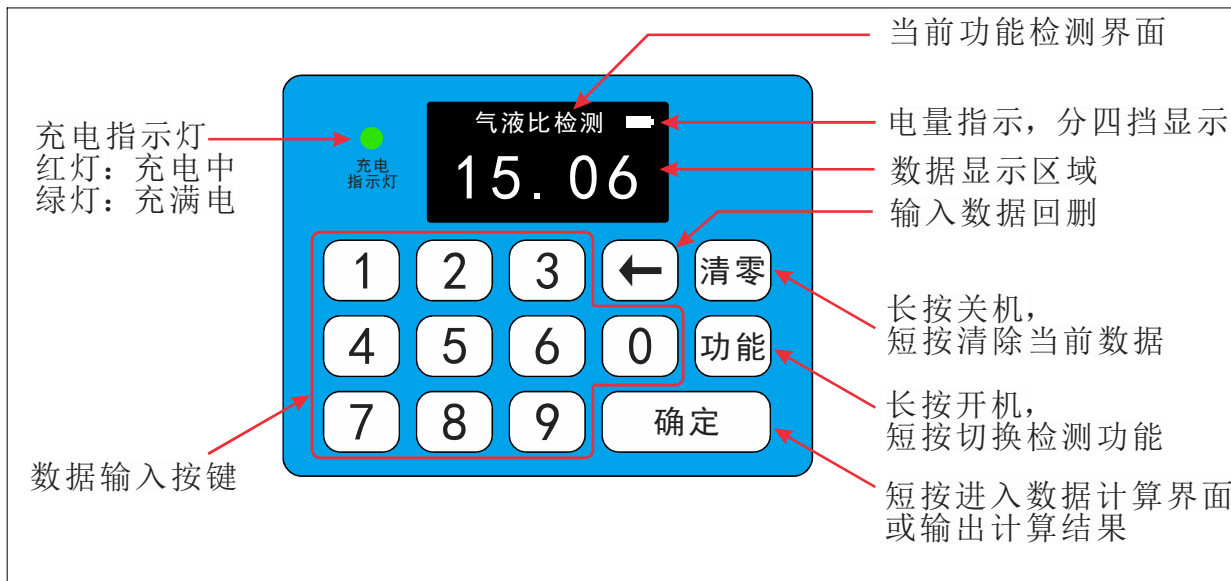 当前功能检测界面
充电指示灯
红灯：充电中
绿灯：充满电
充电
指示灯
气液比检测
15.06
电量指示，分四挡显示
数据显示区域
输入数据回删
1 2 3 ← 清零
长按关机，
短按清除当前数据
4 5 6 0 功能
长按开机，
短按切换检测功能
7 8 9 确定
数据输入按键
短按进入数据计算界面
或输出计算结果